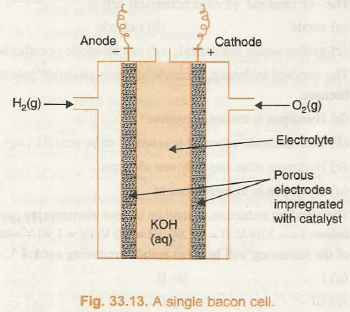 Anode
Cathode
− +
H₂(g)
O₂(g)
Electrolyte
Porous
electrodes
impregnated
with catalyst
KOH
(aq)
Fig. 33.13. A single bacon cell.